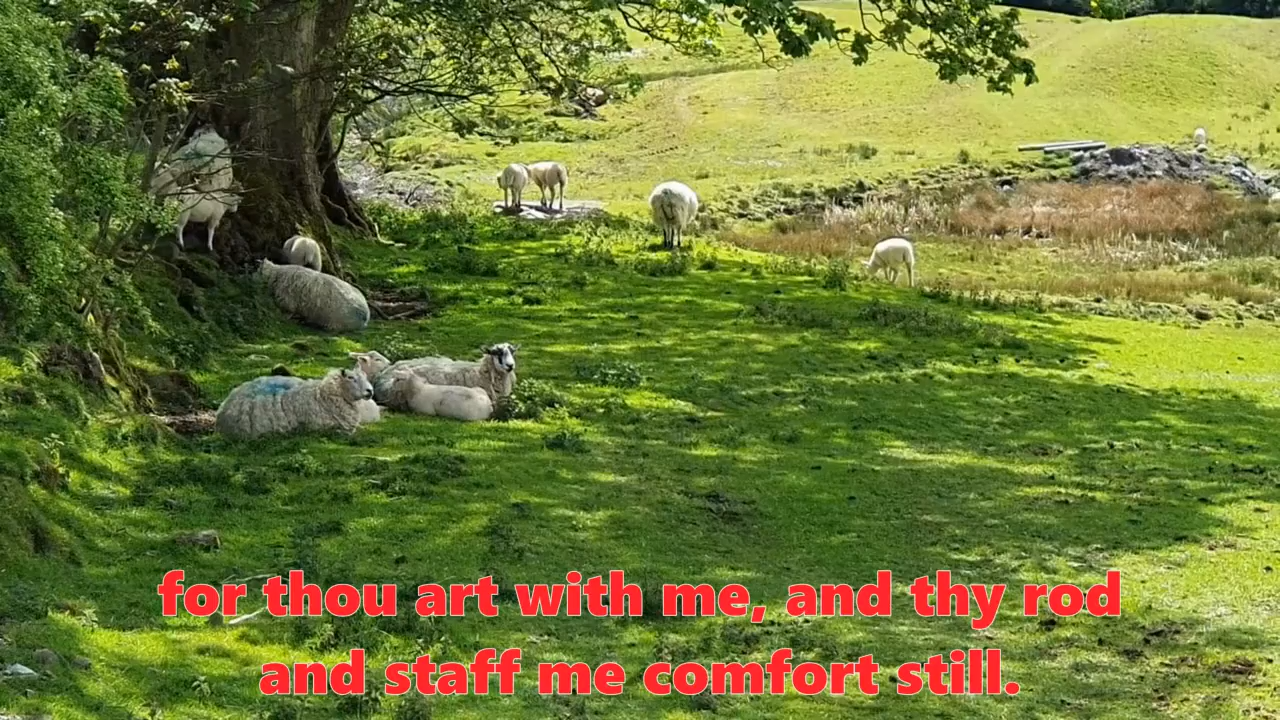 for thou art with me, and thy rod
and staff me comfort still.